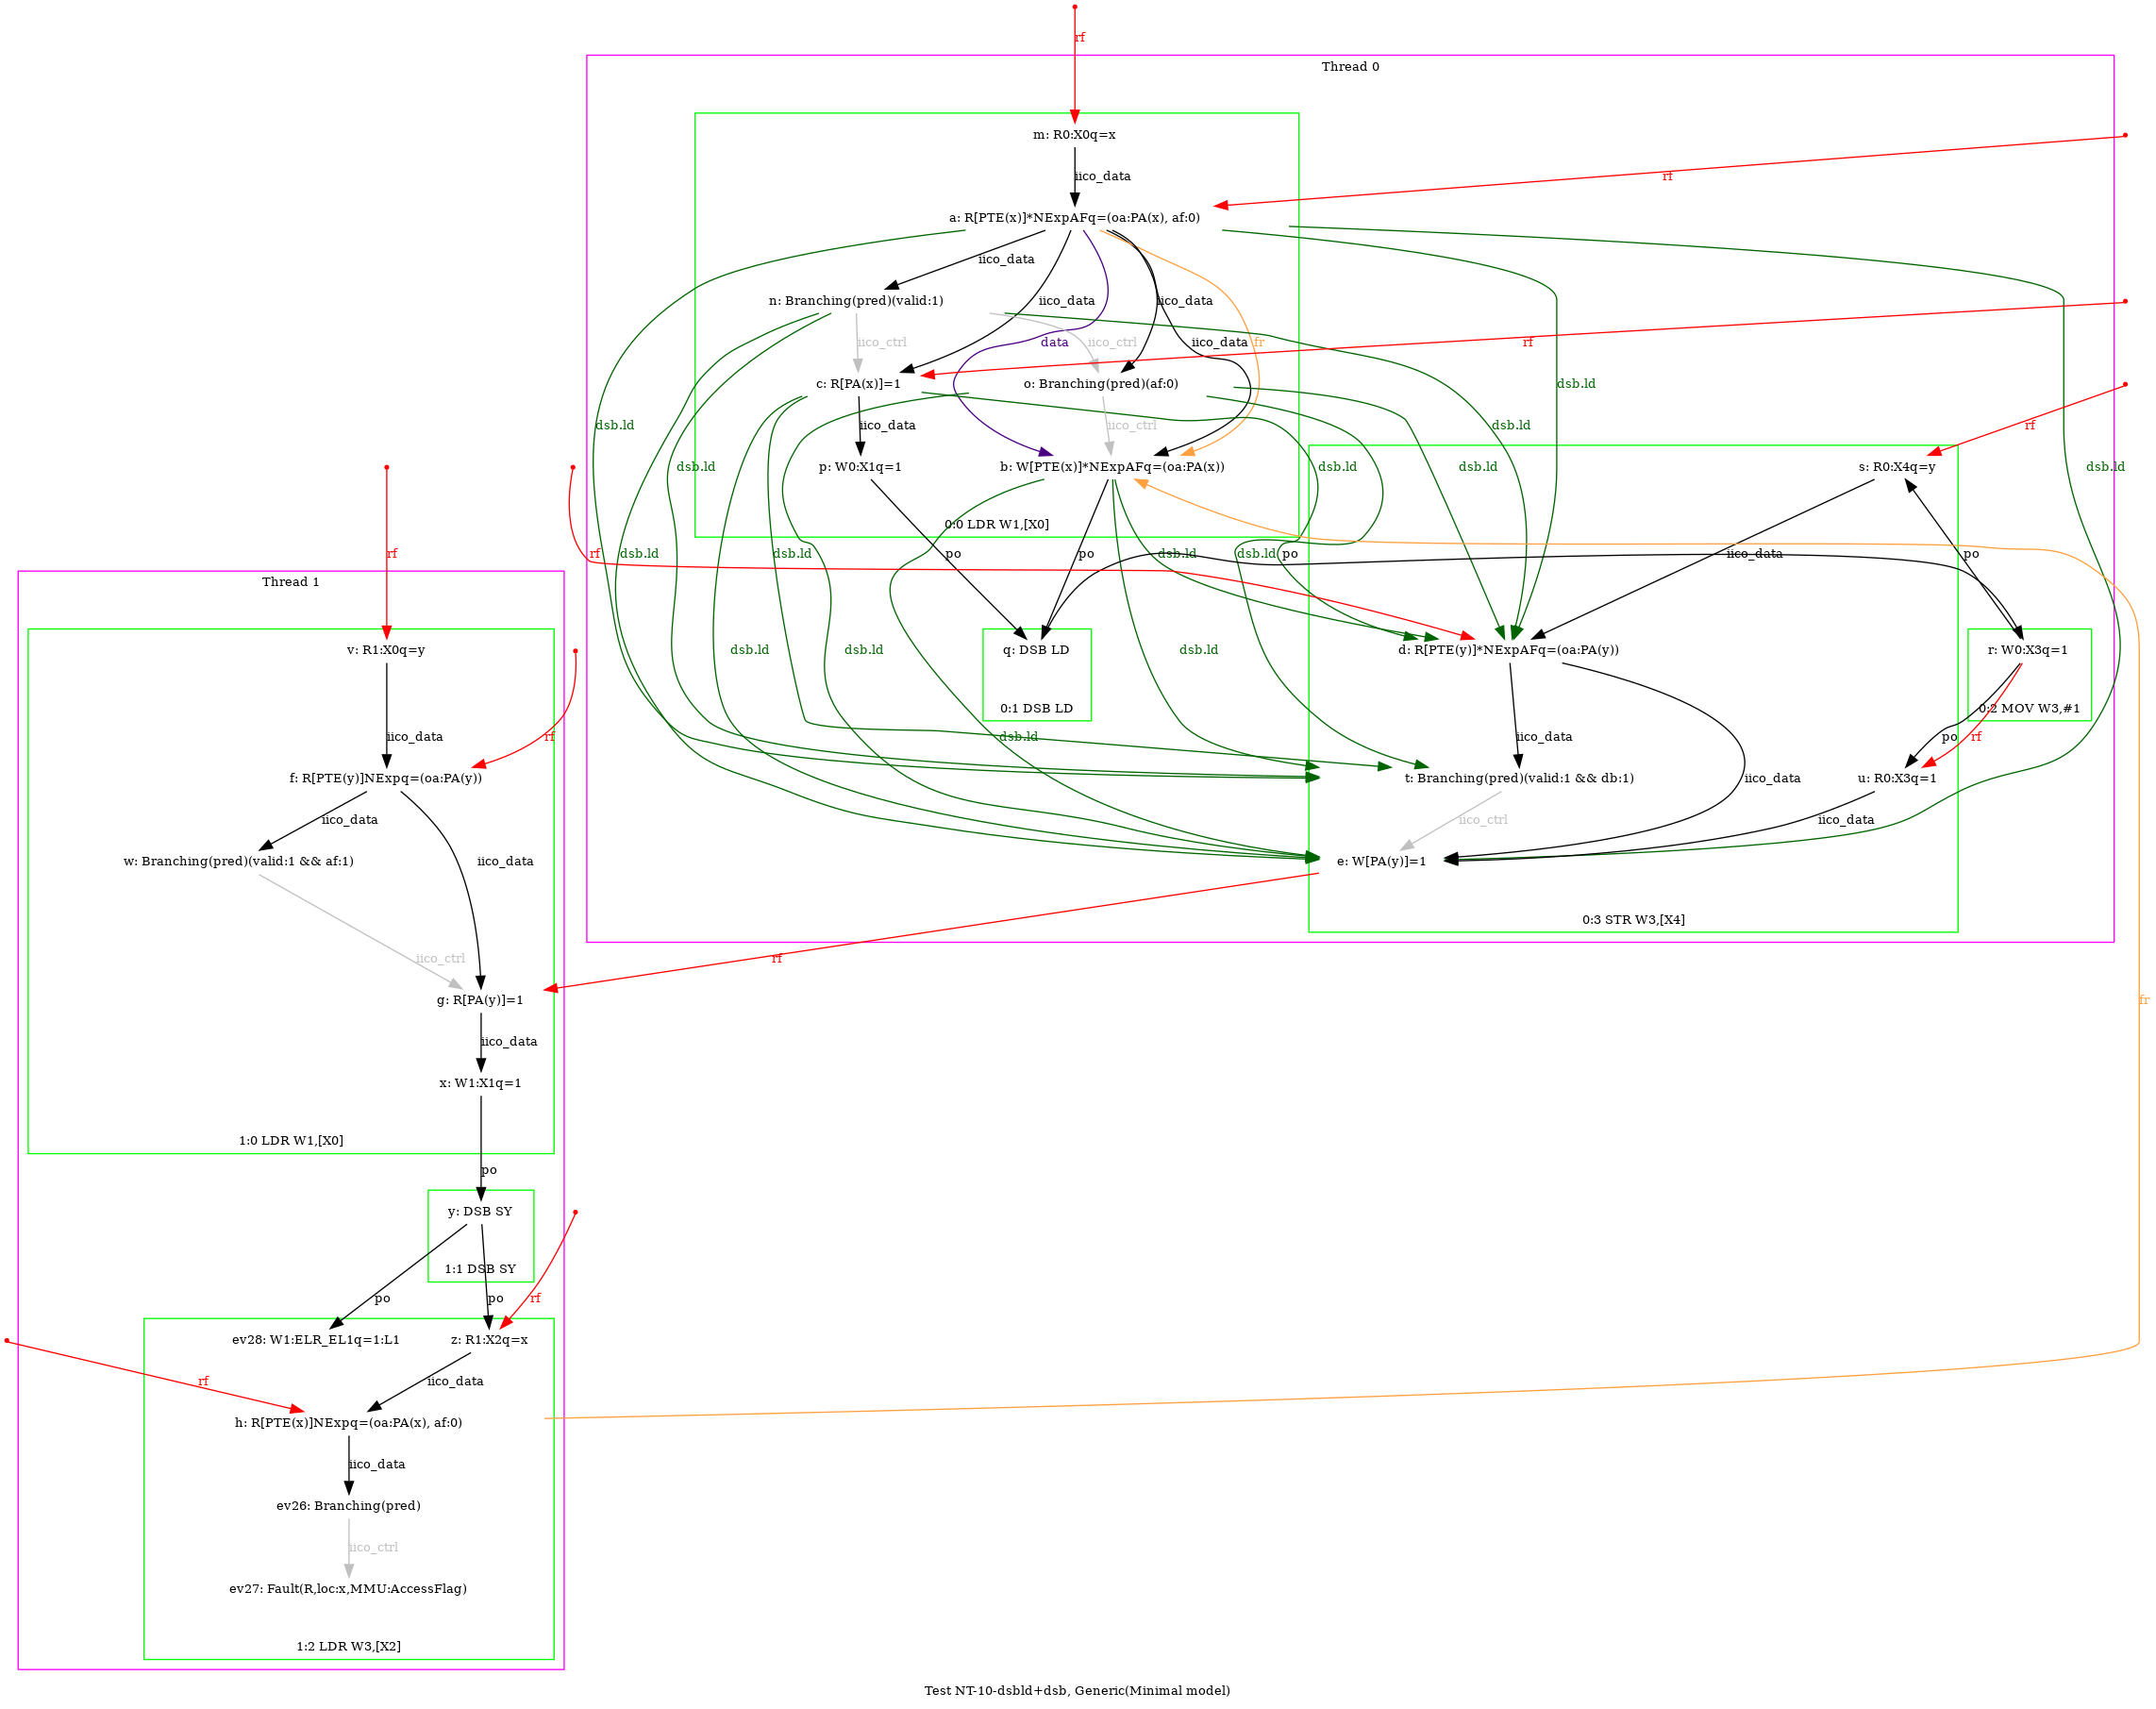 rf
Thread 0
m: R0:X0q=x
iico_data
rf
a: R[PTE(x)]*NExpAFq=(oa:PA(x), af:0)
iico_data
n: Branching(pred)(valid:1)
iico_data
iico_data
iico_ctrl
iico_ctrl
data
iico_data
fr
rf
c: R[PA(x)]=1
o: Branching(pred)(af:0)
dsb.ld
dsb.ld
dsb.ld
iico_data
iico_ctrl
rf
dsb.ld
p: W0:X1q=1
b: W[PTE(x)]*NExpAFq=(oa:PA(x))
dsb.ld
dsb.ld
s: R0:X4q=y
dsb.ld
0:0 LDR W1,[X0]
rf
rf
dsb.ld
dsb.ld
po
po
dsb.ld
dsb.ld
po
iico_data
po
Thread 1
v: R1:X0q=y
q: DSB LD
0:1 DSB LD
dsb.ld
dsb.ld
dsb.ld
d: R[PTE(y)]*NExpAFq=(oa:PA(y))
r: W0:X3q=1
0:2 MOV W3,#1
iico_data
rf
dsb.ld
iico_data
po
rf
f: R[PTE(y)]NExpq=(oa:PA(y))
t: Branching(pred)(valid:1 && db:1)
iico_data
u: R0:X3q=1
iico_data
iico_ctrl
iico_data
w: Branching(pred)(valid:1 && af:1)
iico_data
e: W[PA(y)]=1
0:3 STR W3,[X4]
iico_ctrl
rf
g: R[PA(y)]=1
fr
iico_data
x: W1:X1q=1
1:0 LDR W1,[X0]
po
y: DSB SY
1:1 DSB SY
po
po
rf
ev28: W1:ELR_EL1q=1:L1
z: R1:X2q=x
rf
iico_data
h: R[PTE(x)]NExpq=(oa:PA(x), af:0)
iico_data
ev26: Branching(pred)
iico_ctrl
ev27: Fault(R,loc:x,MMU:AccessFlag)
1:2 LDR W3,[X2]
Test NT-10-dsbld+dsb, Generic(Minimal model)